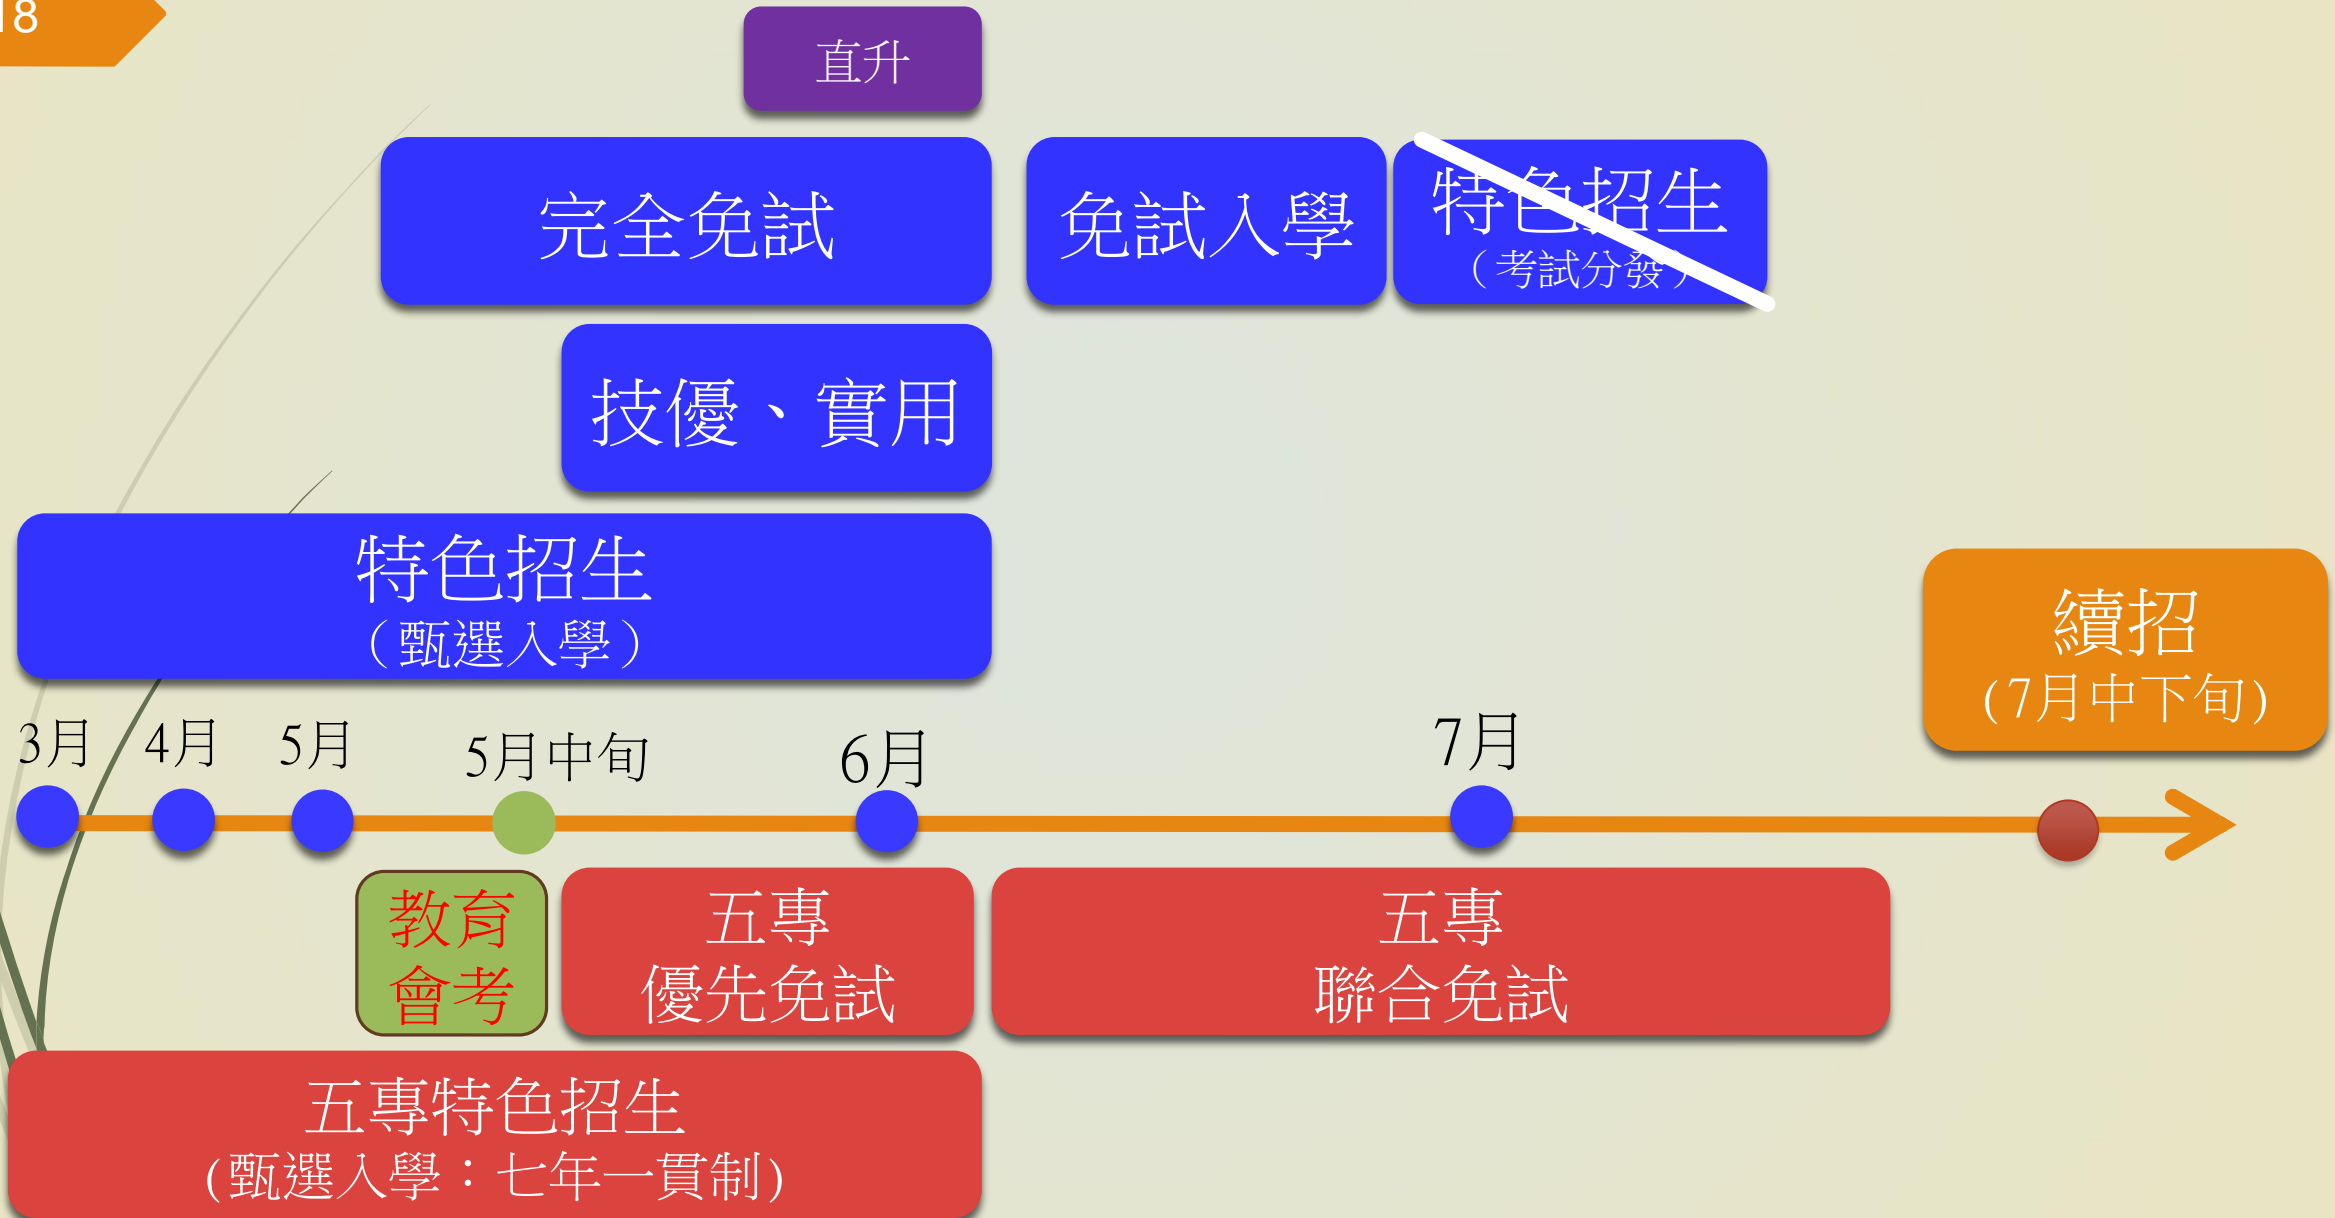 18
直升
完全免試
免試入學
特色招生
（考試分發）
技優、實用
特色招生
（甄選入學）
續招
(7月中下旬)
3月
4月
5月
5月中旬
6月
7月
教育
會考
五專
優先免試
五專
聯合免試
五專特色招生
(甄選入學：七年一貫制)